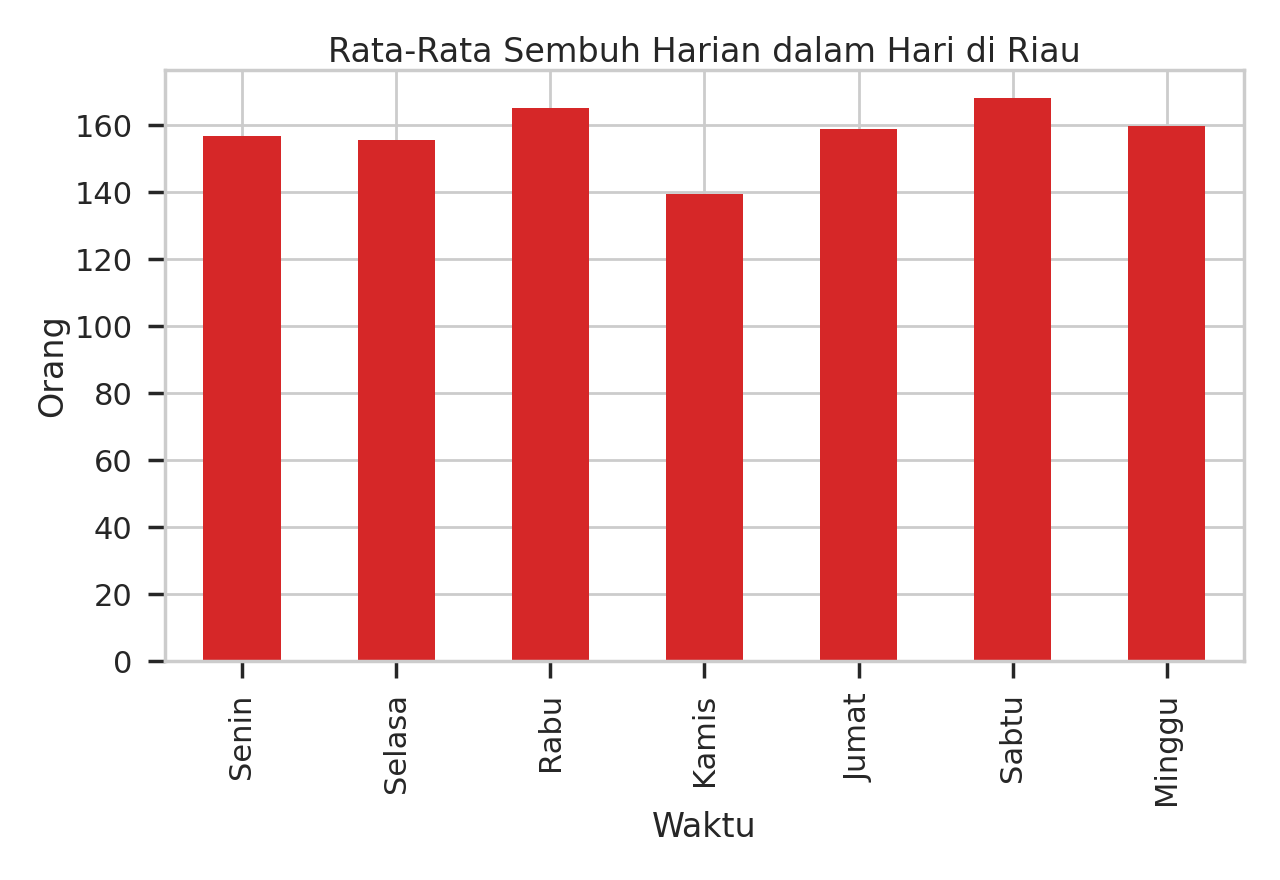 Rata-Rata Sembuh Harian dalam Hari di Riau
160
140
120
100
80
60
40
20
0
Orang
Senin
Selasa
Rabu
Kamis
Jumat
Sabtu
Minggu
Waktu